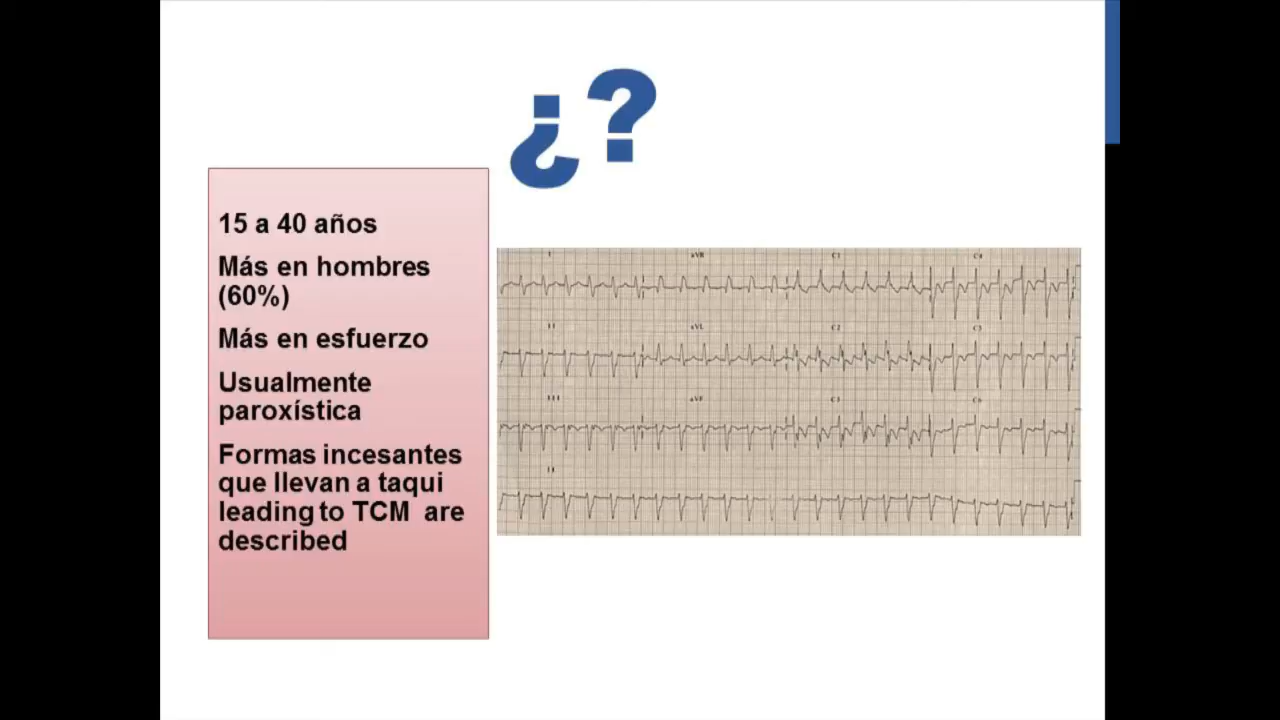 ¿?
15 a 40 años
Más en hombres
(60%)
Más en esfuerzo
Usualmente
paroxística
Formas incesantes
que llevan a taqui
leading to TCM are
described
I aVR C1 C4
II aVL C2 C5
III aVF C3 C6
II